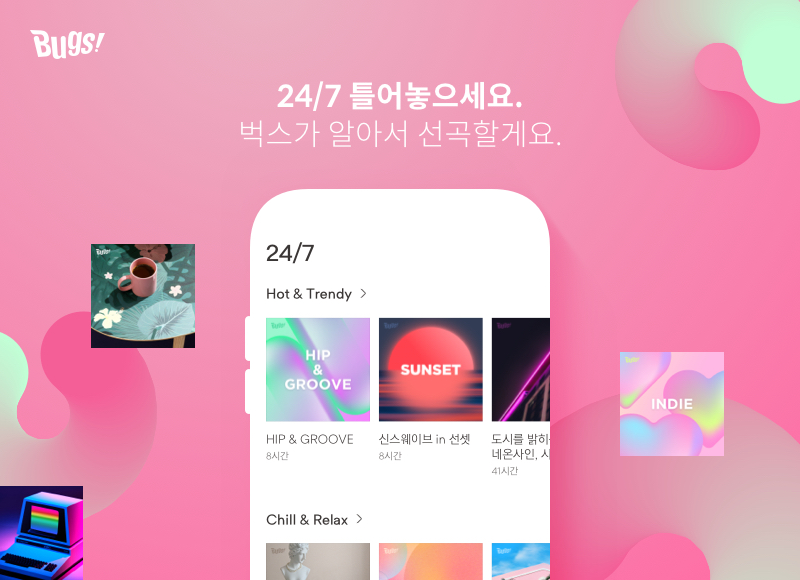 Bugs!
24/7 틀어놓으세요.
벅스가 알아서 선곡할게요.
24/7
Hot & Trendy >
HIP
&
GROOVE
SUNSET
HIP & GROOVE
8시간
신스웨이브 in 선셋
8시간
도시를 밝히
네온사인, 시
41시간
Chill & Relax >
Bugs!
INDIE